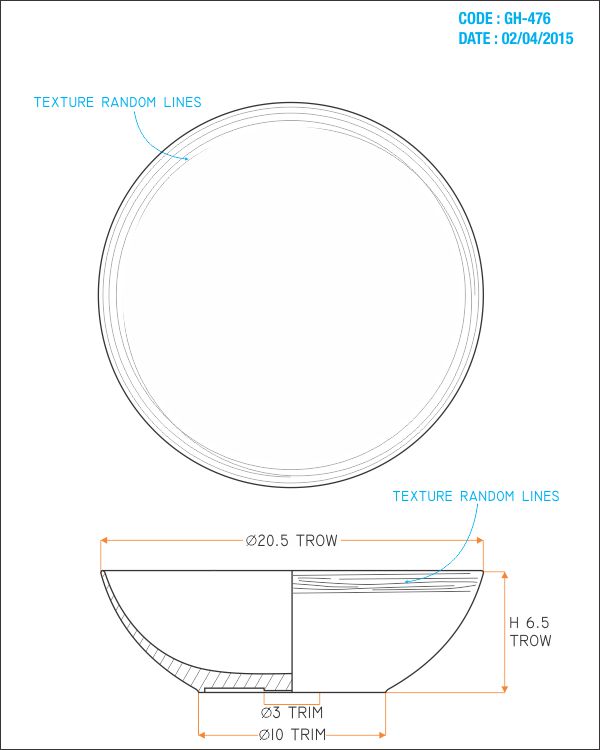 CODE : GH-476
DATE : 02/04/2015
TEXTURE RANDOM LINES
TEXTURE RANDOM LINES
Ø20.5 TROW
H 6.5
TROW
Ø3 TRIM
Ø10 TRIM